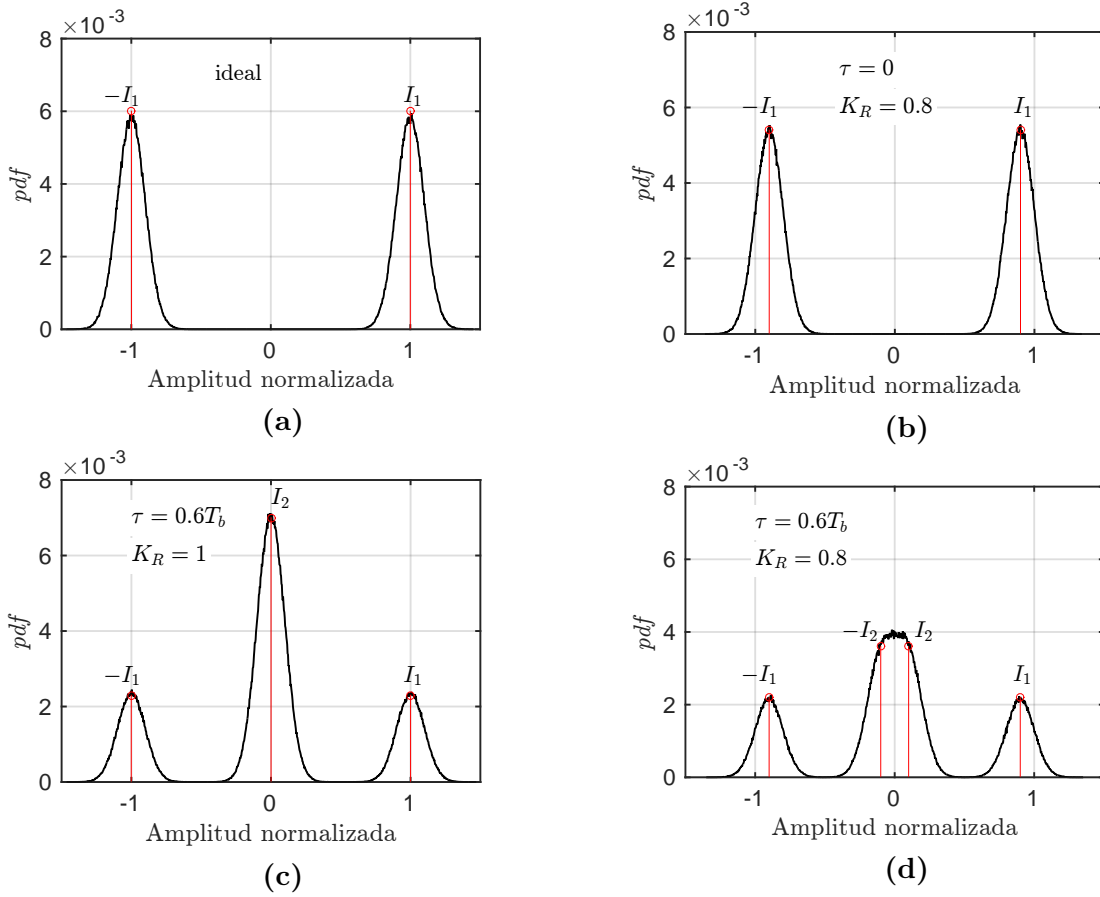 ×10⁻³
8
6
4
2
0
pdf
ideal
−I₁
I₁
-1
0
1
Amplitud normalizada
(a)
×10⁻³
8
6
4
2
0
pdf
τ = 0
K_R = 0.8
−I₁
I₁
-1
0
1
Amplitud normalizada
(b)
×10⁻³
8
6
4
2
0
pdf
I₂
τ = 0.6T_b
K_R = 1
−I₁
I₁
-1
0
1
Amplitud normalizada
(c)
×10⁻³
8
6
4
2
0
pdf
τ = 0.6T_b
K_R = 0.8
−I₂
I₂
−I₁
I₁
-1
0
1
Amplitud normalizada
(d)